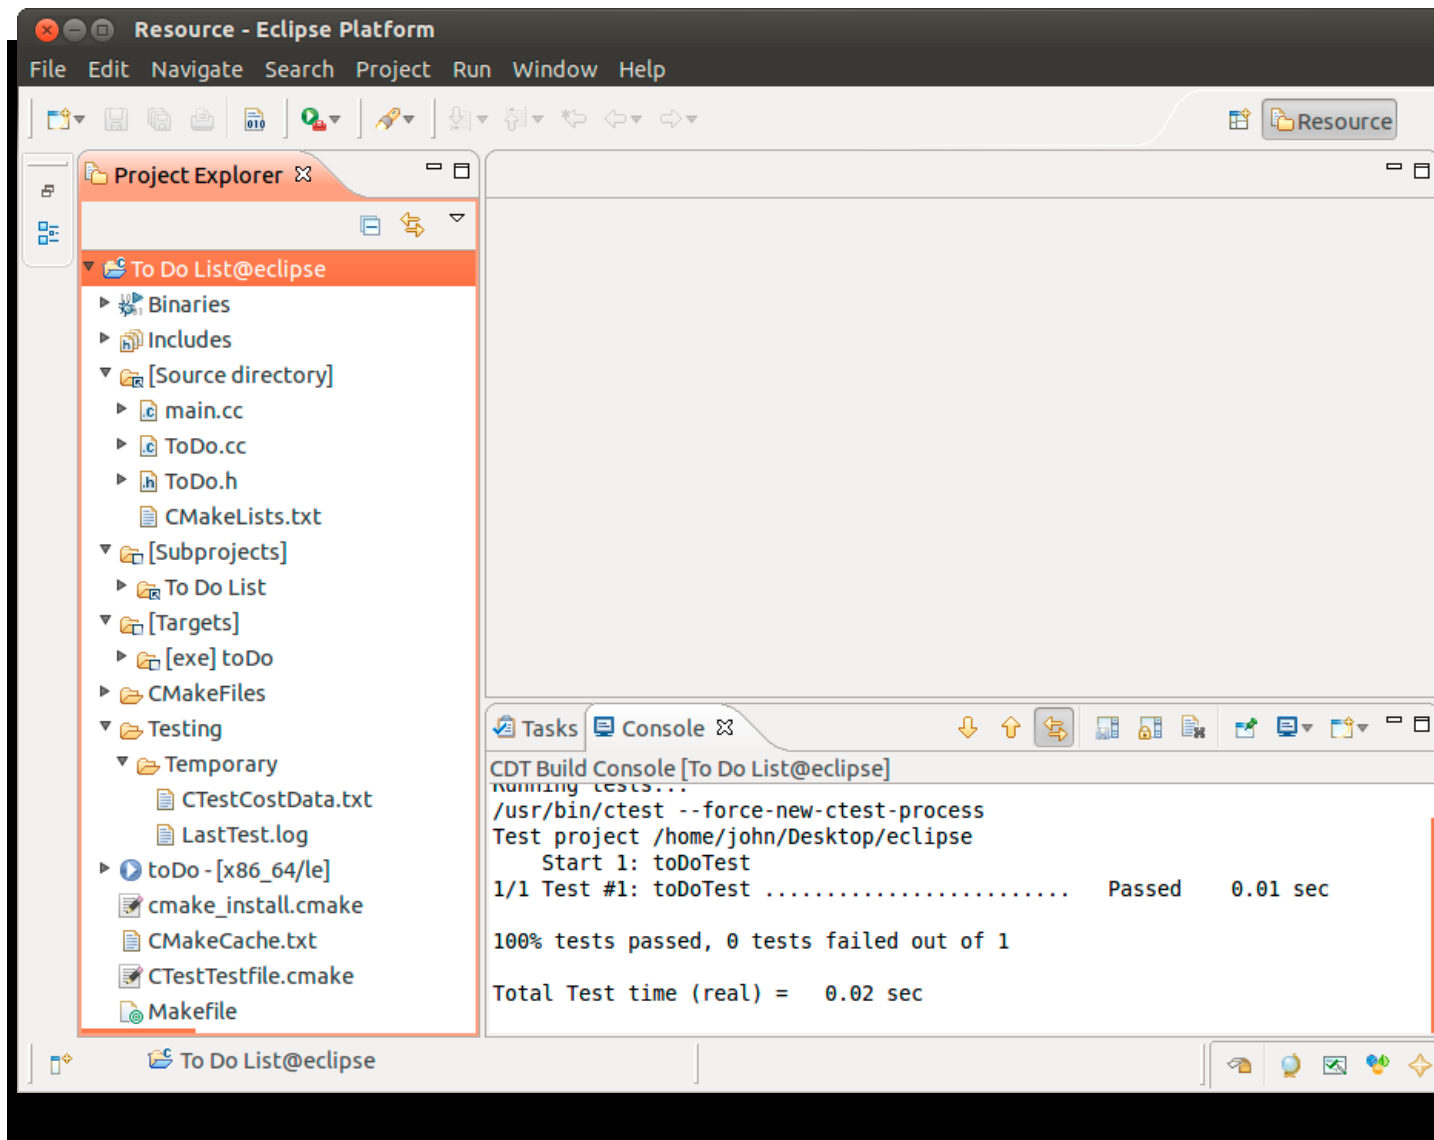 Resource - Eclipse Platform
File Edit Navigate Search Project Run Window Help
010
Resource
Project Explorer
To Do List@eclipse
Binaries
Includes
[Source directory]
main.cc
ToDo.cc
ToDo.h
CMakeLists.txt
[Subprojects]
To Do List
[Targets]
[exe] toDo
CMakeFiles
Testing
Temporary
CTestCostData.txt
LastTest.log
toDo - [x86_64/le]
cmake_install.cmake
CMakeCache.txt
CTestTestfile.cmake
Makefile
Tasks Console
CDT Build Console [To Do List@eclipse]
Running tests...
/usr/bin/ctest --force-new-ctest-process
Test project /home/john/Desktop/eclipse
Start 1: toDoTest
1/1 Test #1: toDoTest ......................... Passed 0.01 sec
100% tests passed, 0 tests failed out of 1
Total Test time (real) = 0.02 sec
To Do List@eclipse